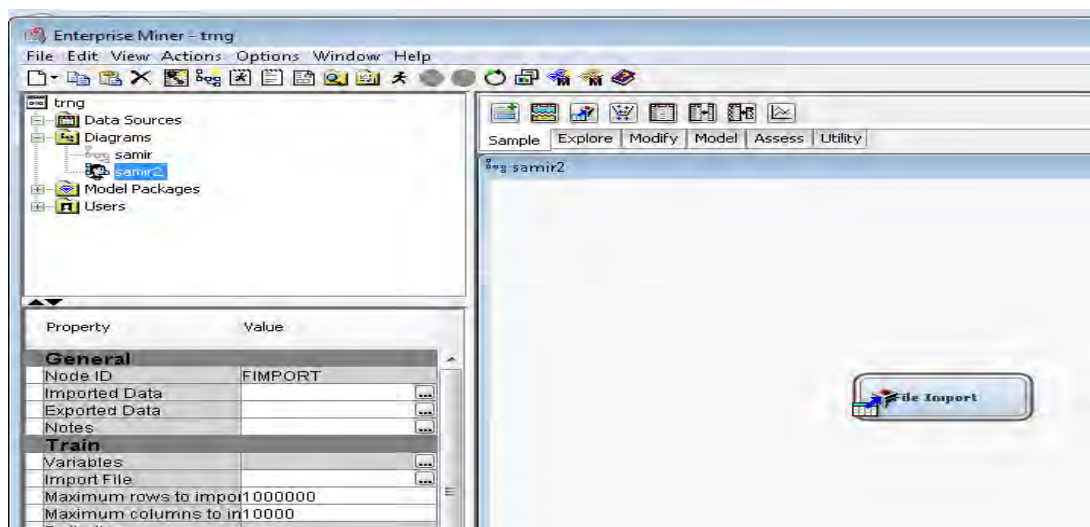 Enterprise Miner - trng
File Edit View Actions Options Window Help
trng
Data Sources
Diagrams
samir
samir2
Model Packages
Users
Sample Explore Modify Model Assess Utility
samir2
Property Value
General
Node ID FIMPORT
Imported Data
Exported Data
Notes
Train
Variables
Import File
Maximum rows to impor 1000000
Maximum columns to in 10000
File Import